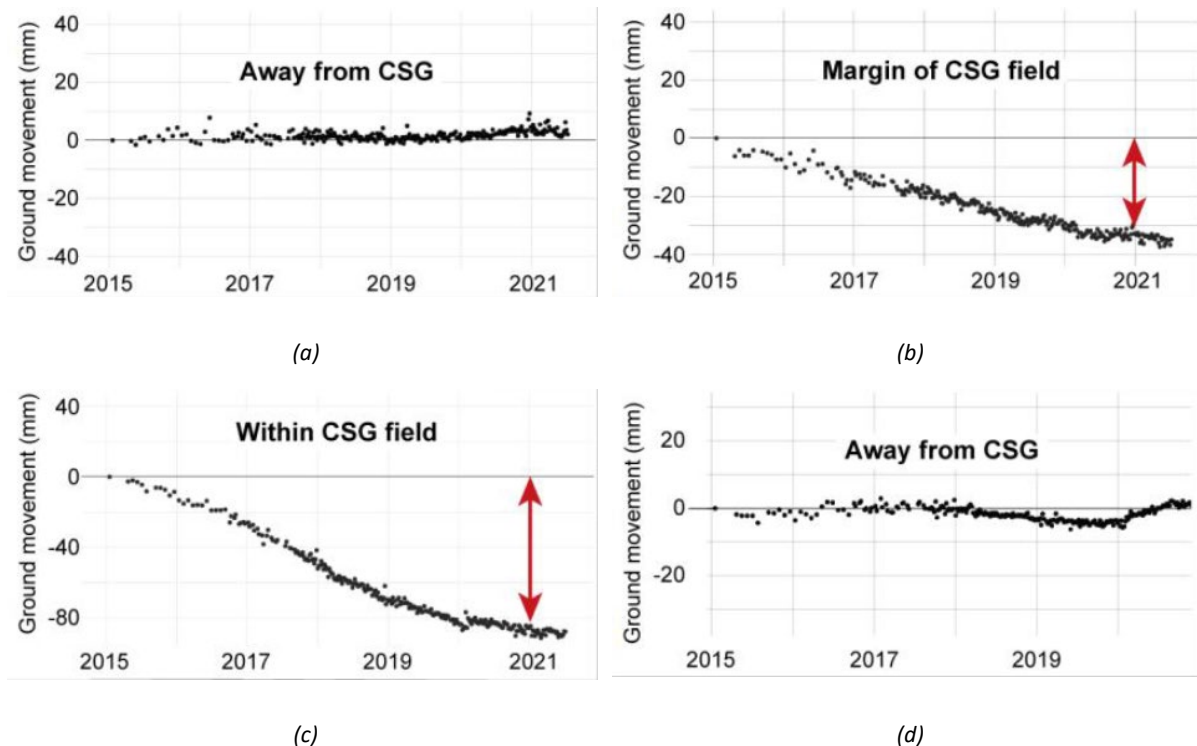 Ground movement (mm)
40
20
0
-20
-40
Away from CSG
2015 2017 2019 2021
(a)
Ground movement (mm)
40
20
0
-20
-40
Margin of CSG field
2015 2017 2019 2021
(b)
Ground movement (mm)
40
0
-40
-80
Within CSG field
2015 2017 2019 2021
(c)
Ground movement (mm)
20
0
-20
Away from CSG
2015 2017 2019
(d)